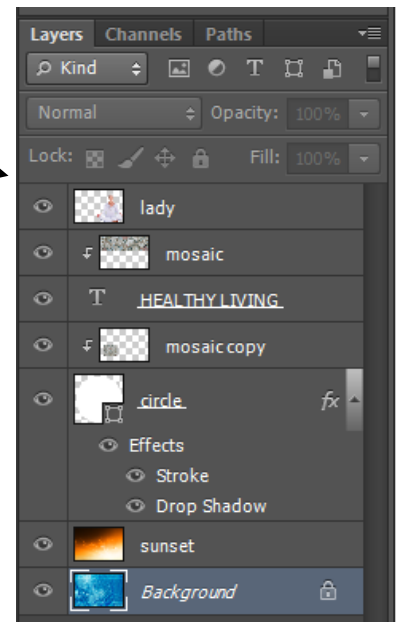 Layers Channels Paths
Kind T
Normal Opacity: 100%
Lock: Fill: 100%
lady
mosaic
T HEALTHY LIVING
mosaic copy
circle fx
Effects
Stroke
Drop Shadow
sunset
Background